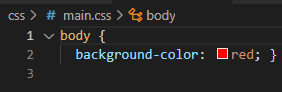 css > # main.css > body
1 body {
2 background-color: red; }
3